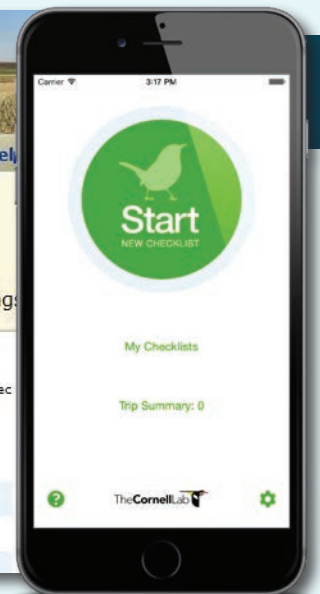 Carrier 3:17 PM
Start
NEW CHECKLIST
My Checklists
Trip Summary: 0
? TheCornellLab